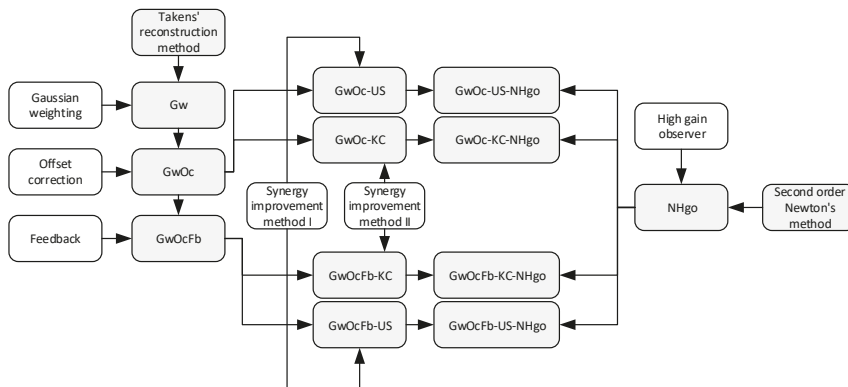 Takens'
reconstruction
method
Gaussian
weighting
Gw
Offset
correction
GwOc
Feedback
GwOcFb
GwOc-US
GwOc-US-NHgo
GwOc-KC
GwOc-KC-NHgo
Synergy
improvement
method I
Synergy
improvement
method II
GwOcFb-KC
GwOcFb-KC-NHgo
GwOcFb-US
GwOcFb-US-NHgo
High gain
observer
NHgo
Second order
Newton's
method